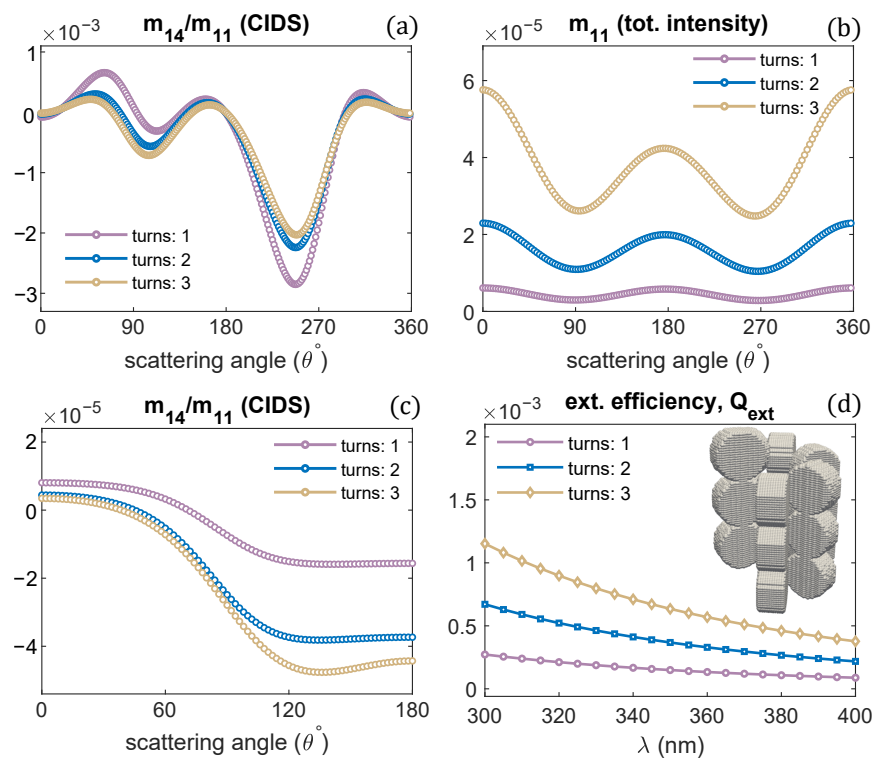 m14/m11 (CIDS) (a)
×10−3
1
0
−1
−2
−3
turns: 1
turns: 2
turns: 3
0 90 180 270 360
scattering angle (θ°)
m11 (tot. intensity) (b)
×10−5
6
4
2
0
turns: 1
turns: 2
turns: 3
0 90 180 270 360
scattering angle (θ°)
m14/m11 (CIDS) (c)
×10−5
2
0
−2
−4
turns: 1
turns: 2
turns: 3
0 60 120 180
scattering angle (θ°)
ext. efficiency, Qext (d)
×10−3
2
1.5
1
0.5
0
turns: 1
turns: 2
turns: 3
300 320 340 360 380 400
λ (nm)